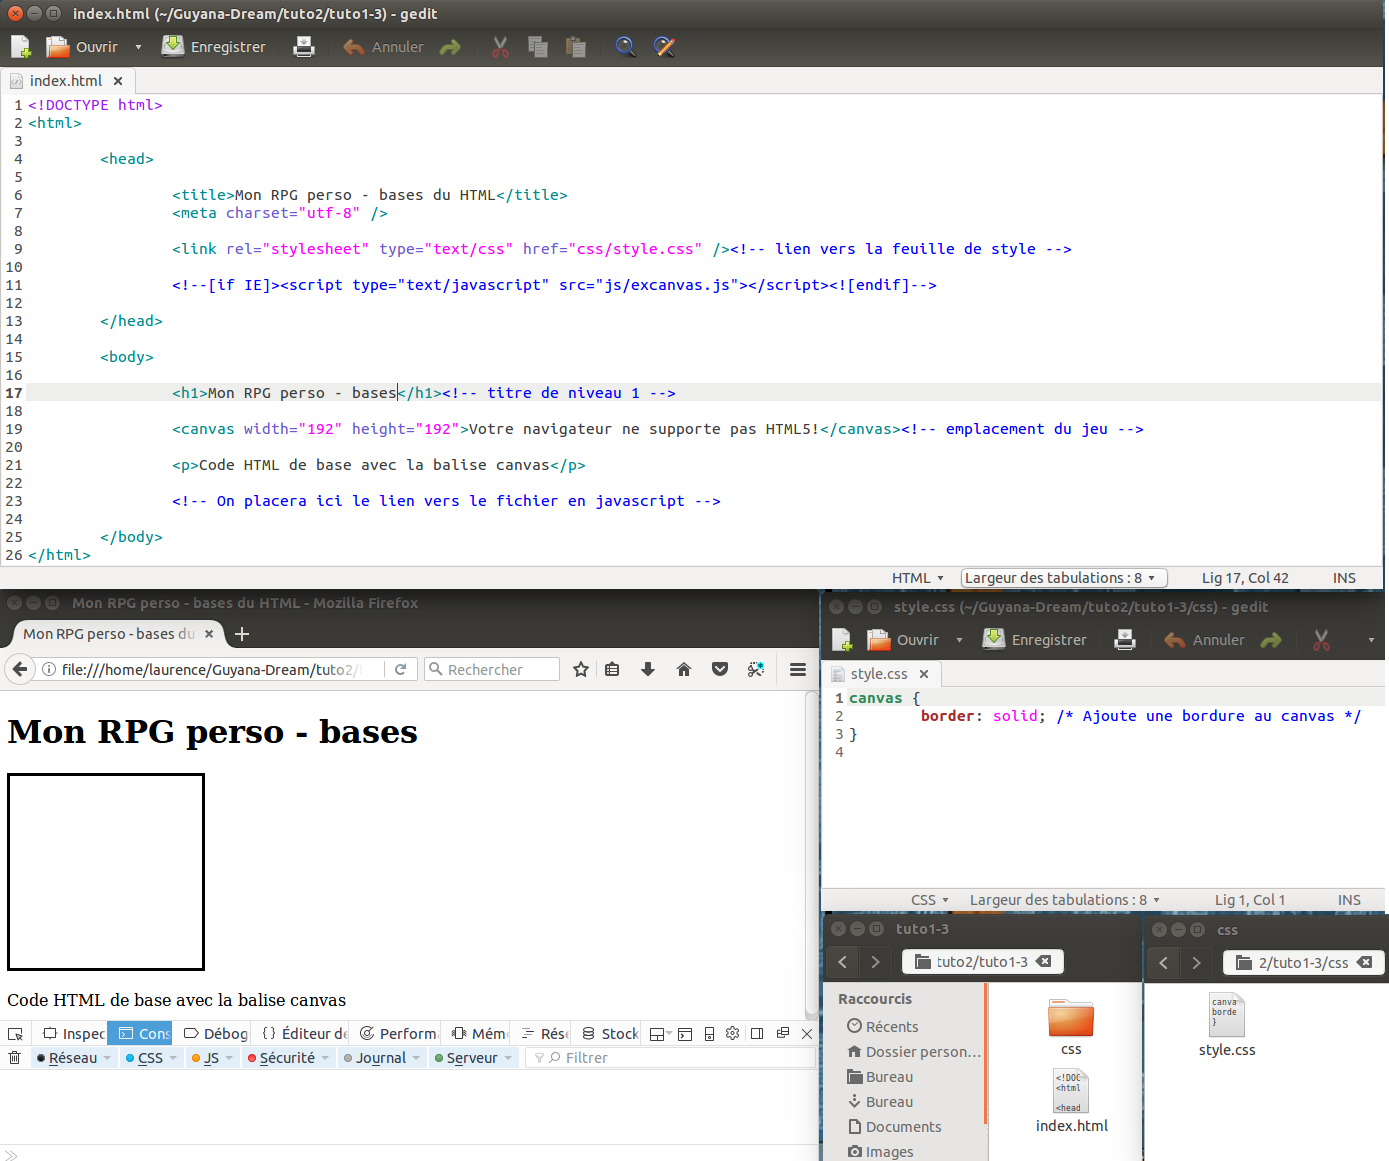 index.html (~/Guyana-Dream/tuto2/tuto1-3) - gedit
Ouvrir Enregistrer Annuler
index.html
1 <!DOCTYPE html>
2 <html>
3
4 <head>
5
6 <title>Mon RPG perso - bases du HTML</title>
7 <meta charset="utf-8" />
8
9 <link rel="stylesheet" type="text/css" href="css/style.css" /><!-- lien vers la feuille de style -->
10
11 <!--[if IE]><script type="text/javascript" src="js/excanvas.js"></script><![endif]-->
12
13 </head>
14
15 <body>
16
17 <h1>Mon RPG perso - bases</h1><!-- titre de niveau 1 -->
18
19 <canvas width="192" height="192">Votre navigateur ne supporte pas HTML5!</canvas><!-- emplacement du jeu -->
20
21 <p>Code HTML de base avec la balise canvas</p>
22
23 <!-- On placera ici le lien vers le fichier en javascript -->
24
25 </body>
26 </html>
HTML Largeur des tabulations : 8 Lig 17, Col 42 INS
Mon RPG perso - bases du HTML - Mozilla Firefox
Mon RPG perso - bases du
file:///home/laurence/Guyana-Dream/tuto2/ Rechercher
Mon RPG perso - bases
Code HTML de base avec la balise canvas
Inspec Cons Débog Éditeur de Perform Mém Rés Stock
Réseau CSS JS Sécurité Journal Serveur Filtrer
style.css (~/Guyana-Dream/tuto2/tuto1-3/css) - gedit
Ouvrir Enregistrer Annuler
style.css
1 canvas {
2 border: solid; /* Ajoute une bordure au canvas */
3 }
4
CSS Largeur des tabulations : 8 Lig 1, Col 1 INS
tuto1-3
tuto2/tuto1-3
Raccourcis
Récents
Dossier person...
Bureau
Bureau
Documents
Images
css
<!DOC
<html
<head
index.html
css
2/tuto1-3/css
canva
borde
}
style.css